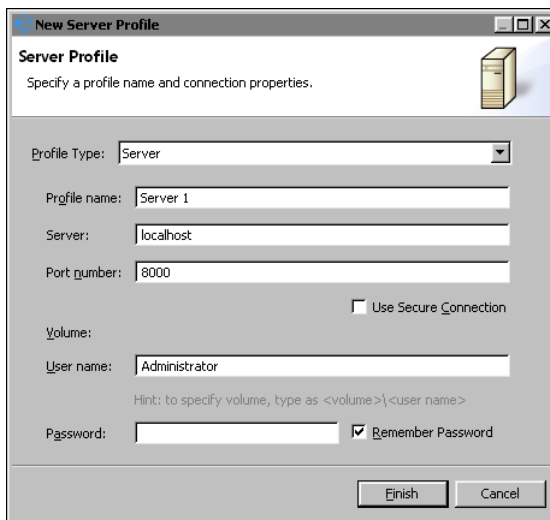 New Server Profile
Server Profile
Specify a profile name and connection properties.
Profile Type: Server
Profile name: Server 1
Server: localhost
Port number: 8000
Use Secure Connection
Volume:
User name: Administrator
Hint: to specify volume, type as <volume>\<user name>
Password: Remember Password
Finish Cancel